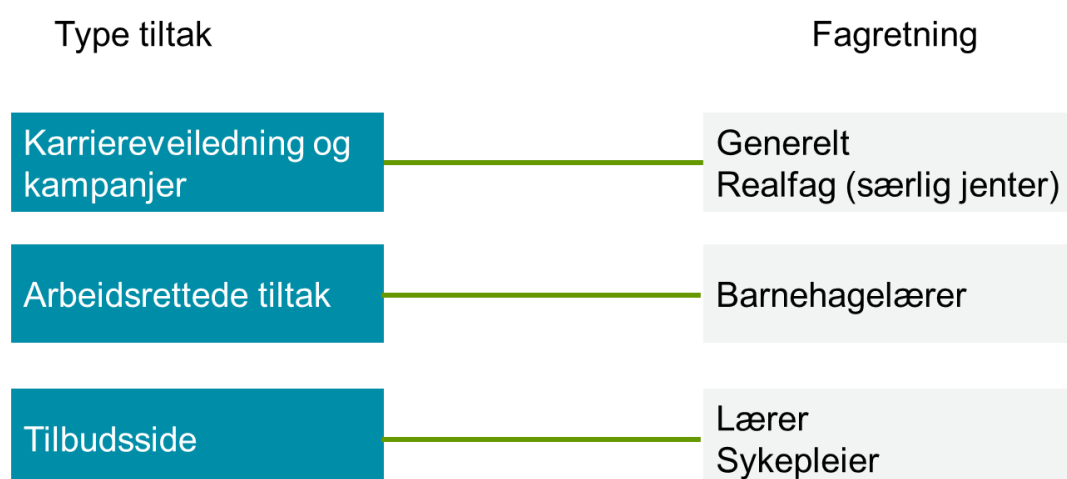 Type tiltak
Fagretning
Karriereveiledning og
kampanjer
Generelt
Realfag (særlig jenter)
Arbeidsrettede tiltak
Barnehagelærer
Tilbudsside
Lærer
Sykepleier